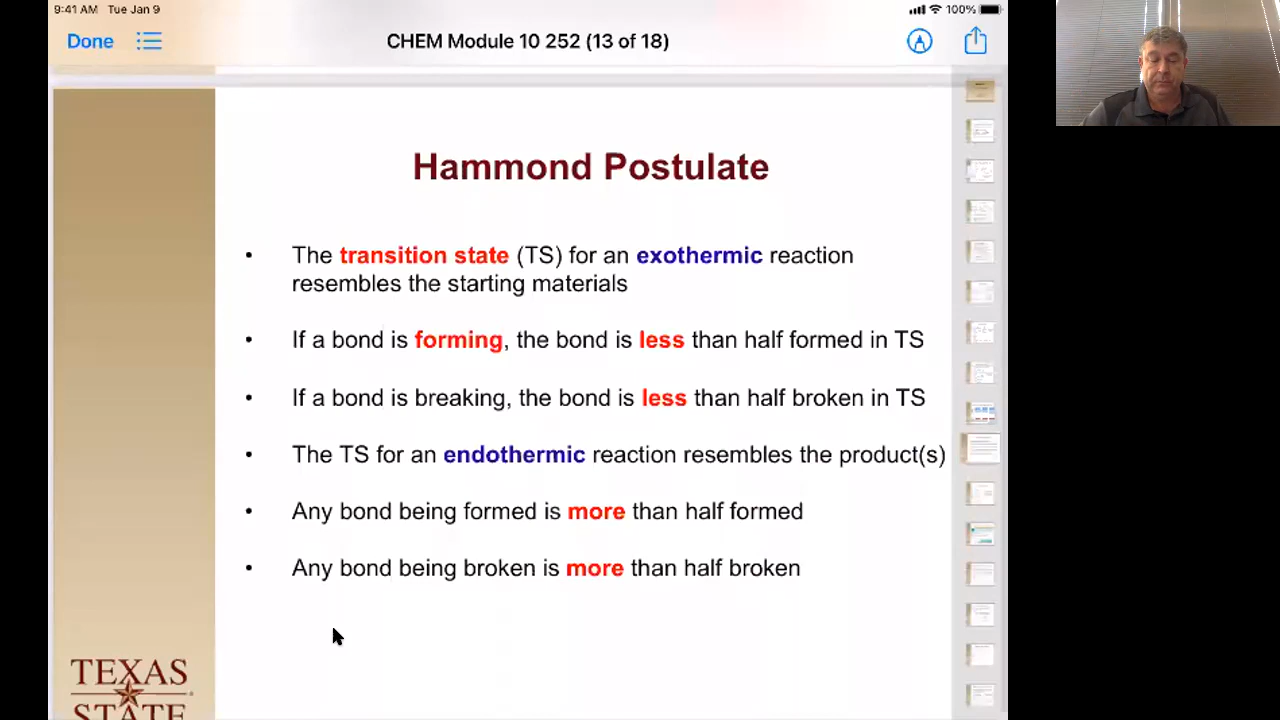 9:41 AM Tue Jan 9
100%
Done
CHEM Module 10 252 (13 of 18)
Hammond Postulate
• The transition state (TS) for an exothermic reaction
resembles the starting materials
• If a bond is forming, the bond is less than half formed in TS
• If a bond is breaking, the bond is less than half broken in TS
• The TS for an endothermic reaction resembles the product(s)
• Any bond being formed is more than half formed
• Any bond being broken is more than half broken
TEXAS
STATE